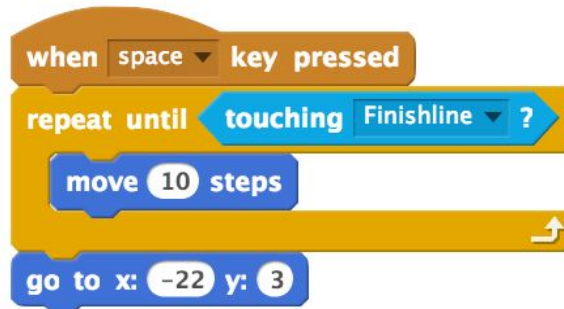 when space key pressed
repeat until touching Finishline ?
move 10 steps
go to x: -22 y: 3